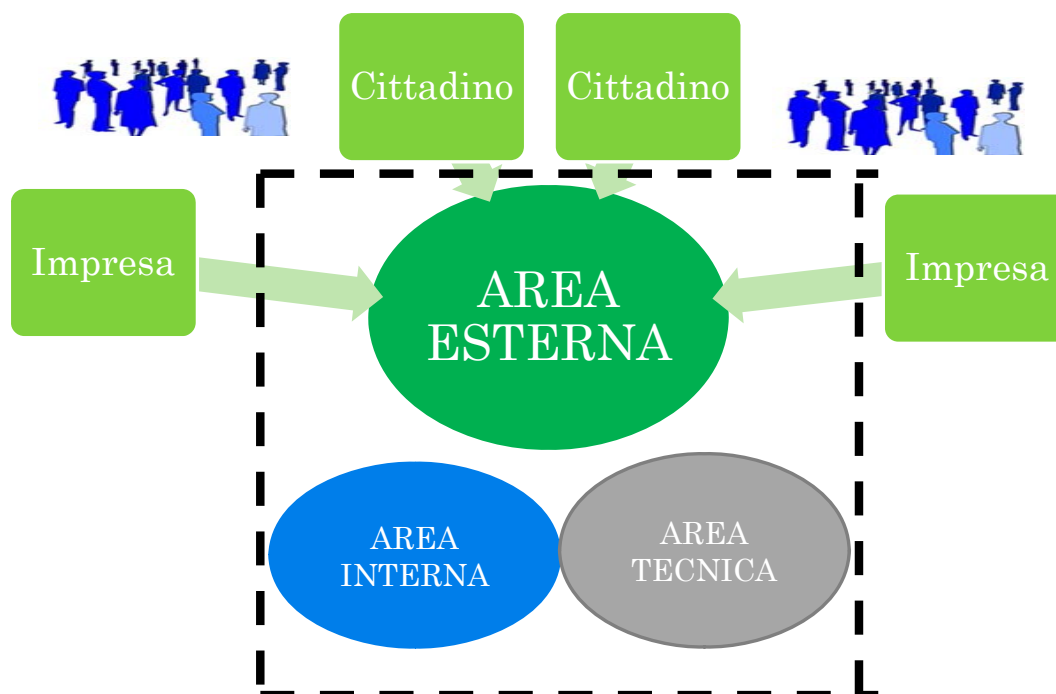 Cittadino
Cittadino
Impresa
Impresa
AREA
ESTERNA
AREA
INTERNA
AREA
TECNICA